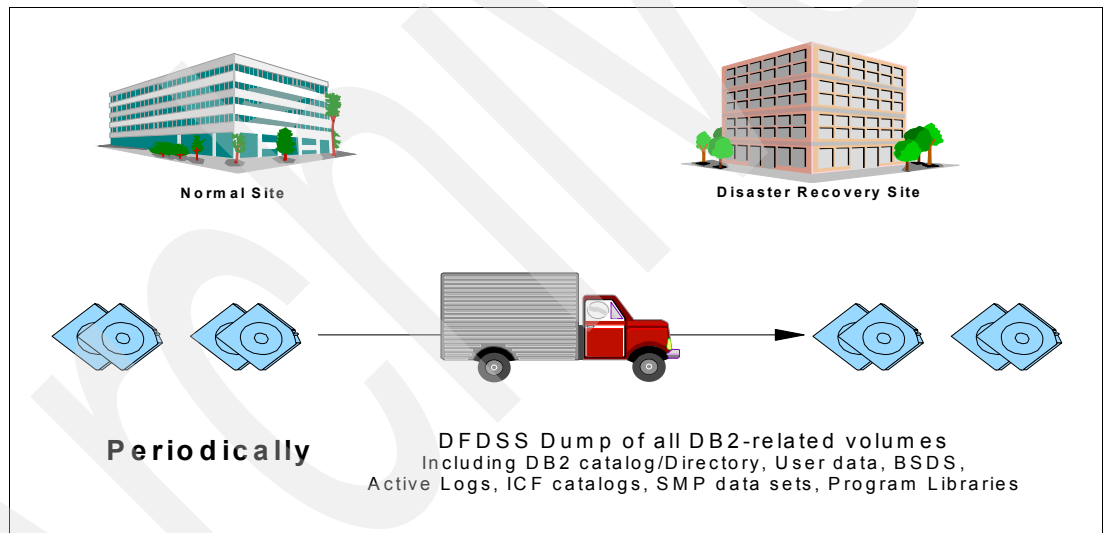 Normal Site
Disaster Recovery Site
Periodically
DFDSS Dump of all DB2-related volumes
Including DB2 catalog/Directory, User data, BSDS,
Active Logs, ICF catalogs, SMP data sets, Program Libraries